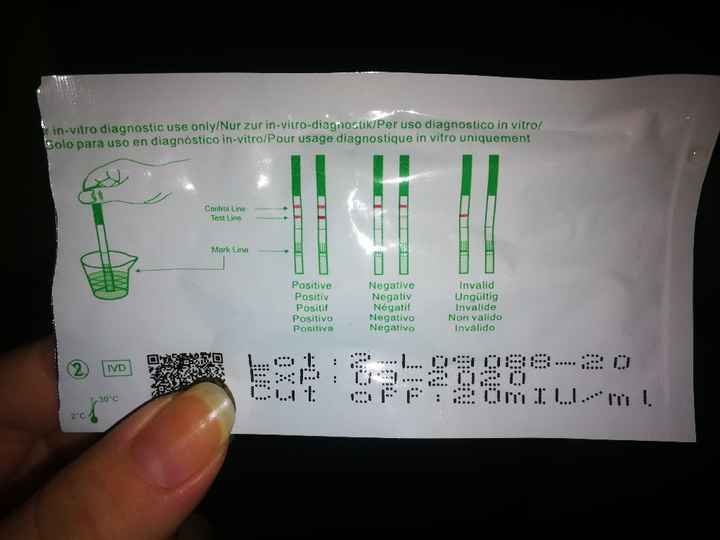 in-vitro diagnostic use only/Nur zur in-vitro-diagnostik/Per uso diagnostico in vitro/
Solo para uso en diagnóstico in-vitro/Pour usage diagnostique in vitro uniquement
Control Line
Test Line
Mark Line
Positive Negative Invalid
Positiv Negativ Ungültig
Positif Négatif Invalide
Positivo Negativo Non valido
Positiva Negativo Inválido
2 IVD
30°C
2°C
Lot:
Exp: 2020
Cut off: 20mIU/ml